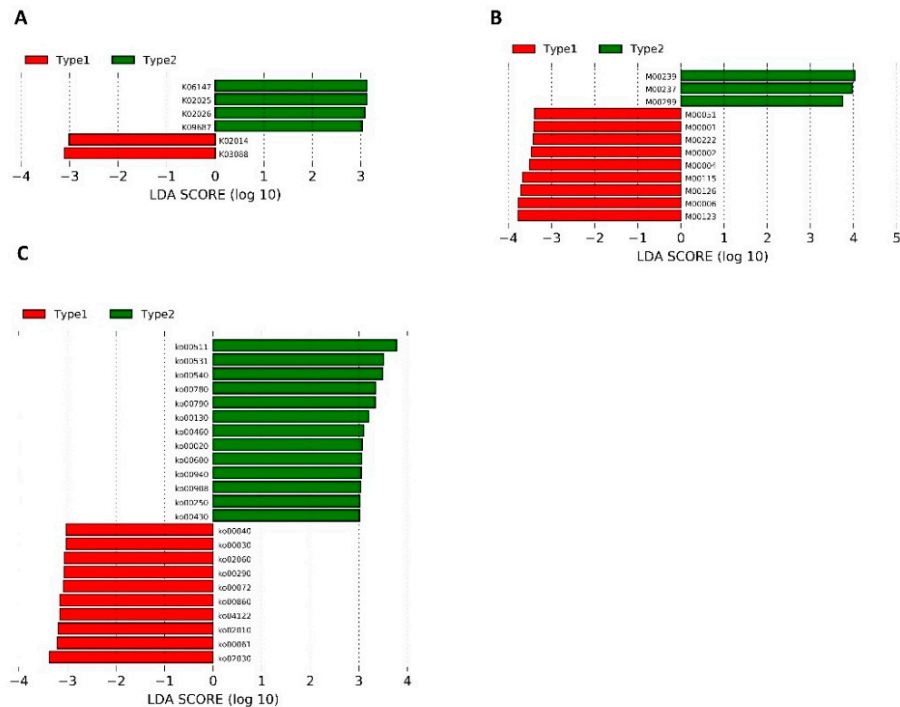 A
Type1 Type2
K06147
K02025
K02026
K09687
K02014
K03088
−4 −3 −2 −1 0 1 2 3
LDA SCORE (log 10)
B
Type1 Type2
M00239
M00237
M00299
M00051
M00001
M00222
M00002
M00004
M00115
M00126
M00006
M00123
−4 −3 −2 −1 0 1 2 3 4 5
LDA SCORE (log 10)
C
Type1 Type2
ko00511
ko00531
ko00540
ko00780
ko00790
ko00130
ko00460
ko00020
ko00940
ko00250
ko00430
ko00040
ko00030
ko02060
ko00290
ko00072
ko00860
ko04122
ko02010
ko00061
ko02030
−4 −3 −2 −1 0 1 2 3 4
LDA SCORE (log 10)